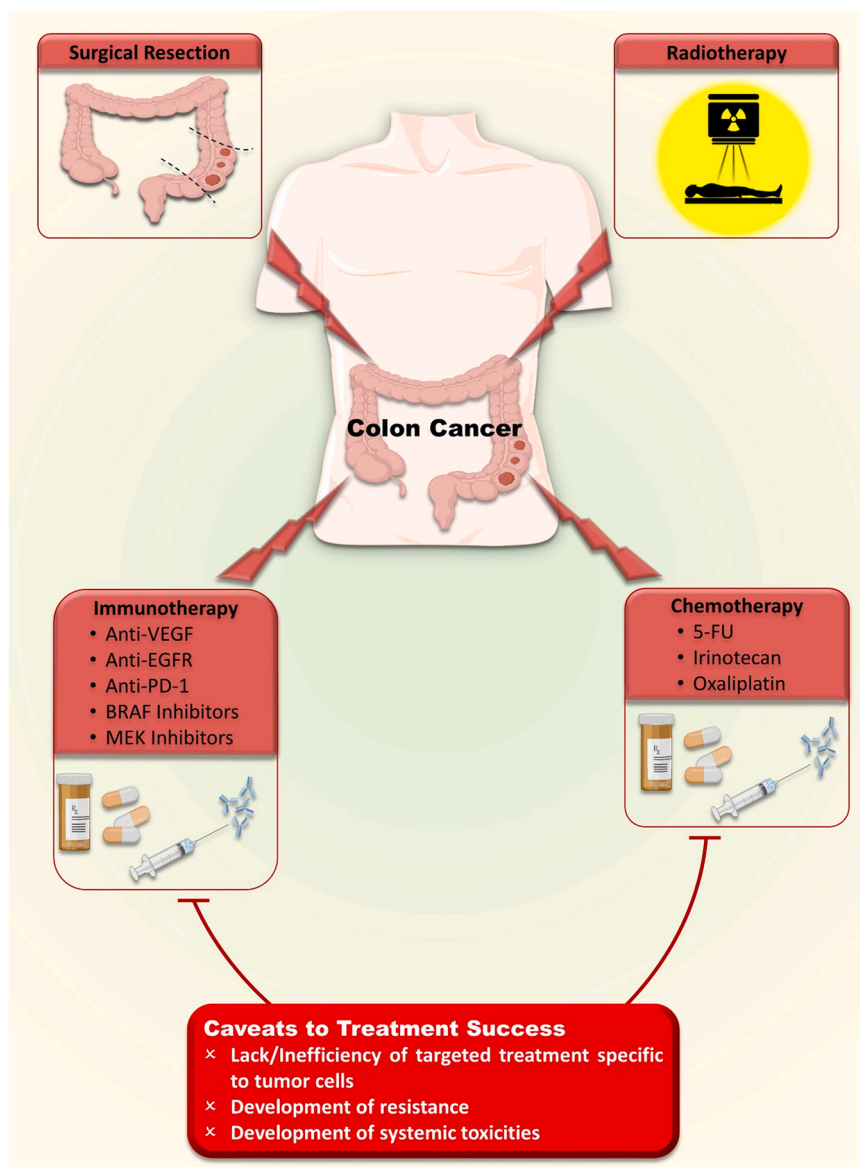 Surgical Resection
Radiotherapy
Colon Cancer
Immunotherapy
• Anti-VEGF
• Anti-EGFR
• Anti-PD-1
• BRAF Inhibitors
• MEK Inhibitors
Rx
Chemotherapy
• 5-FU
• Irinotecan
• Oxaliplatin
Rx
Caveats to Treatment Success
× Lack/Inefficiency of targeted treatment specific
to tumor cells
× Development of resistance
× Development of systemic toxicities